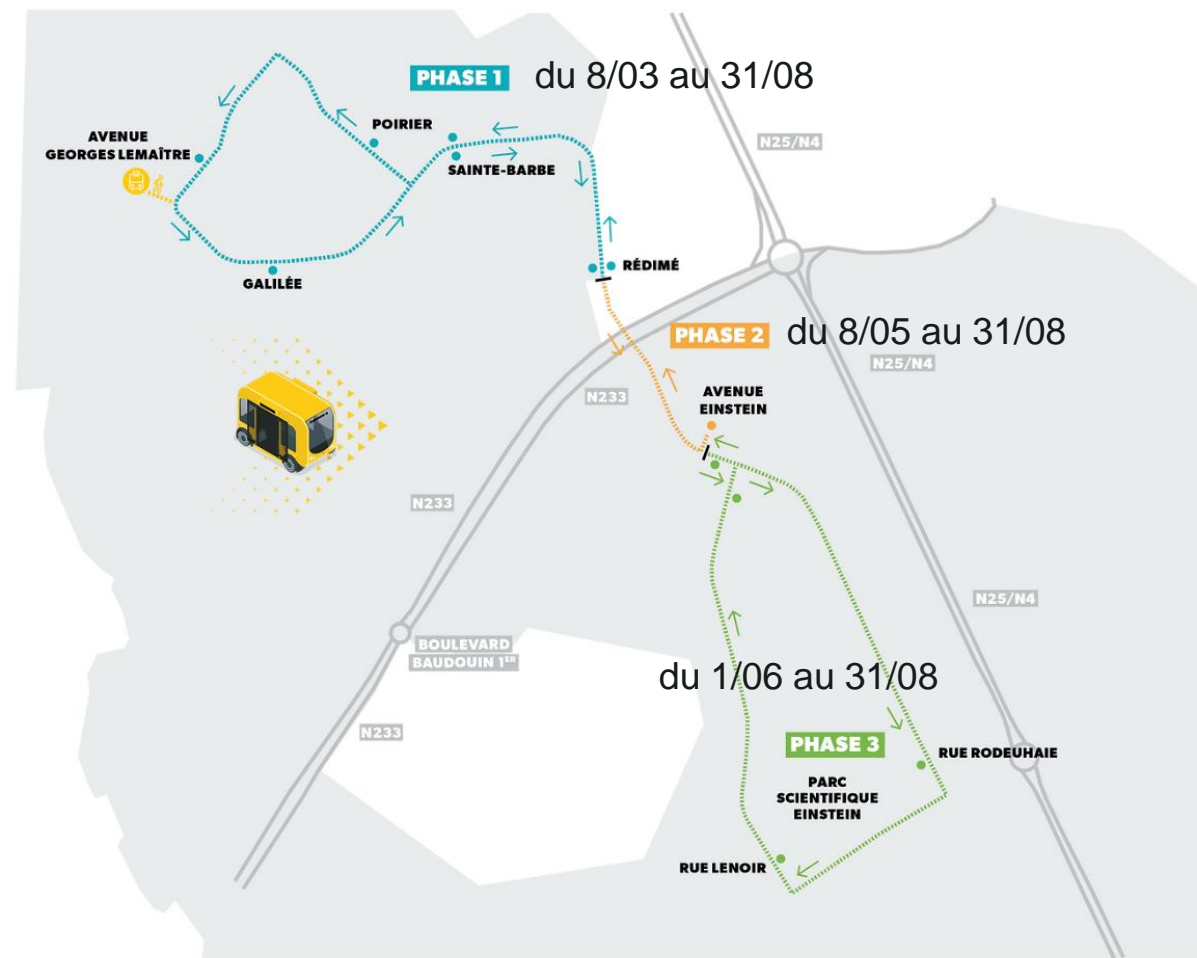 PHASE 1 du 8/03 au 31/08
POIRIER
AVENUE
GEORGES LEMAÎTRE
SAINTE-BARBE
N25/N4
GALILÉE
RÉDIMÉ
PHASE 2 du 8/05 au 31/08
N25/N4
N233
AVENUE
EINSTEIN
N233
N25/N4
BOULEVARD
BAUDOUIN 1ER
du 1/06 au 31/08
N233
PHASE 3
RUE RODEUHAIE
PARC
SCIENTIFIQUE
EINSTEIN
RUE LENOIR